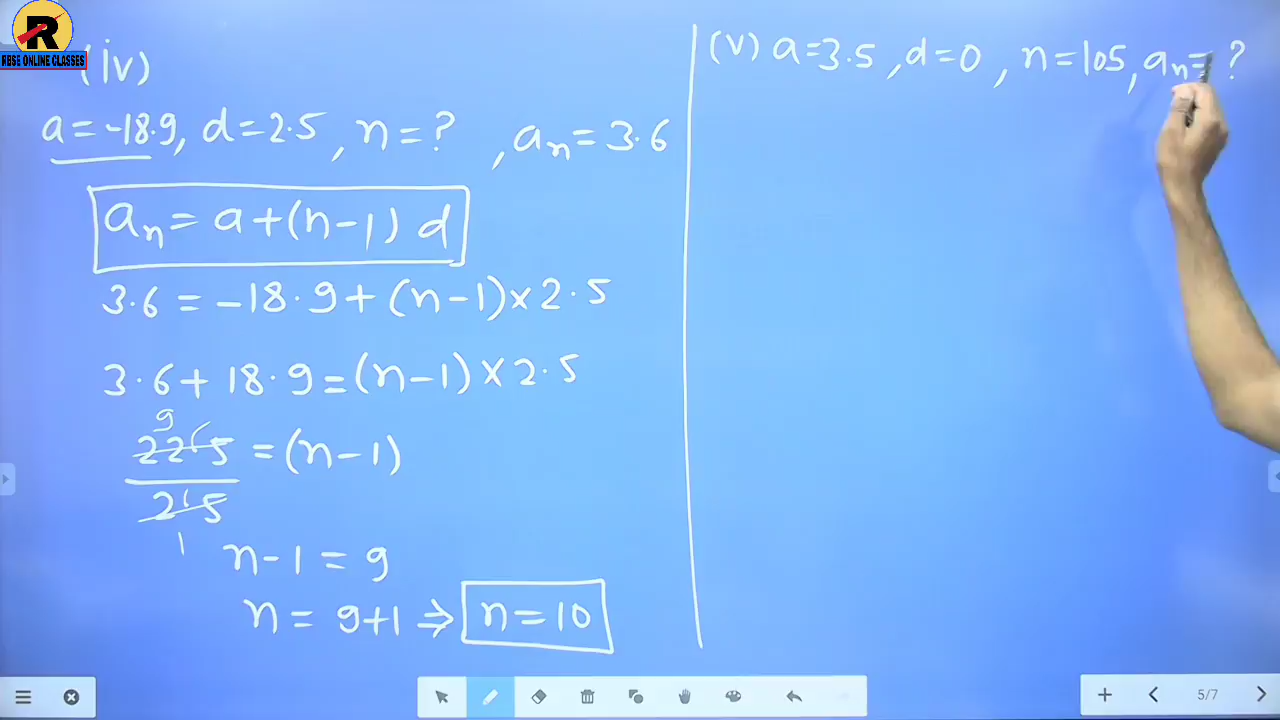 RBSE ONLINE CLASSES
(iv)
a=-18.9, d=2.5, n=?, aₙ=3.6
aₙ=a+(n-1) d
3.6=-18.9+(n-1)×2.5
3.6+18.9=(n-1)×2.5
9
22.5/2.5=(n-1)
1
n-1=9
n=9+1⇒ n=10
(v) a=3.5, d=0, n=105, aₙ=?
5/7